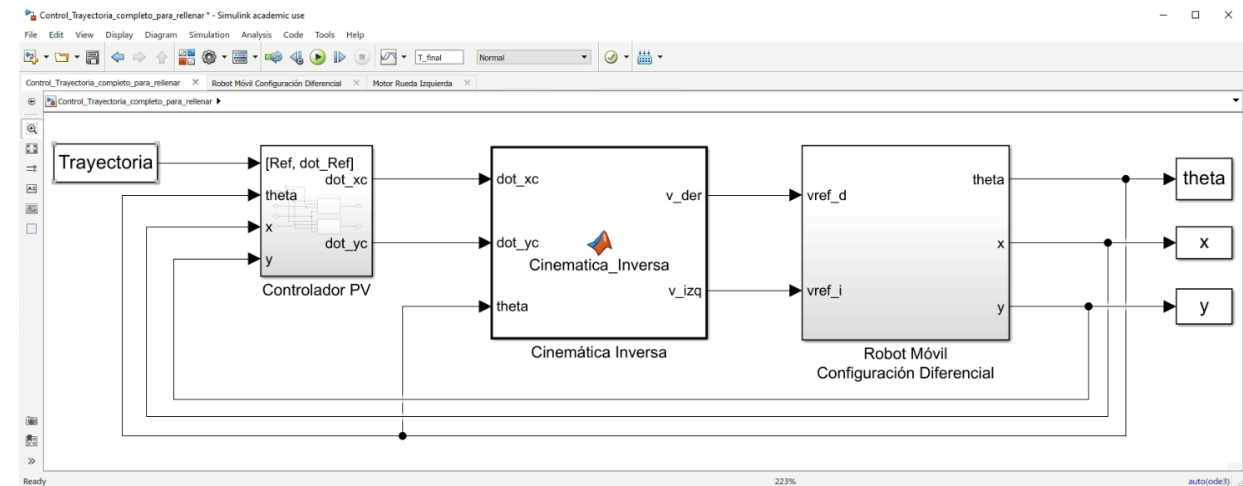 Control_Trayectoria_completo_para_rellenar * - Simulink academic use
File Edit View Display Diagram Simulation Analysis Code Tools Help
T_final Normal
Control_Trayectoria_completo_para_rellenar Robot Móvil Configuración Diferencial Motor Rueda Izquierda
Control_Trayectoria_completo_para_rellenar
Trayectoria
[Ref, dot_Ref]
dot_xc
theta
x
dot_yc
y
Controlador PV
dot_xc
v_der
dot_yc
Cinematica_Inversa
v_izq
theta
Cinemática Inversa
vref_d
theta
x
vref_i
y
Robot Móvil
Configuración Diferencial
theta
x
y
Ready 223% auto(ode3)